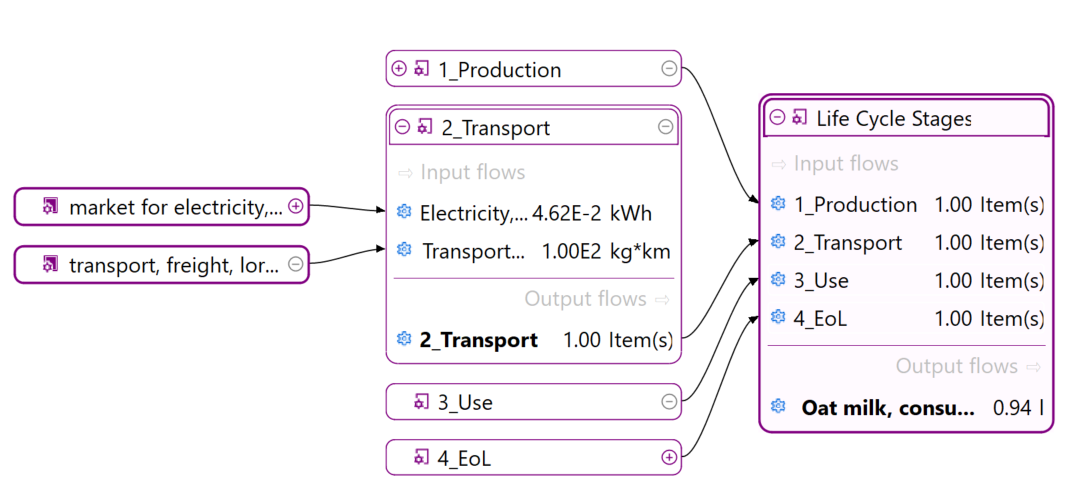 1_Production
2_Transport
Input flows
Electricity,... 4.62E-2 kWh
Transport... 1.00E2 kg*km
Output flows
2_Transport 1.00 Item(s)
3_Use
4_EoL
market for electricity,...
transport, freight, lor...
Life Cycle Stages
Input flows
1_Production 1.00 Item(s)
2_Transport 1.00 Item(s)
3_Use 1.00 Item(s)
4_EoL 1.00 Item(s)
Output flows
Oat milk, consu... 0.94 l